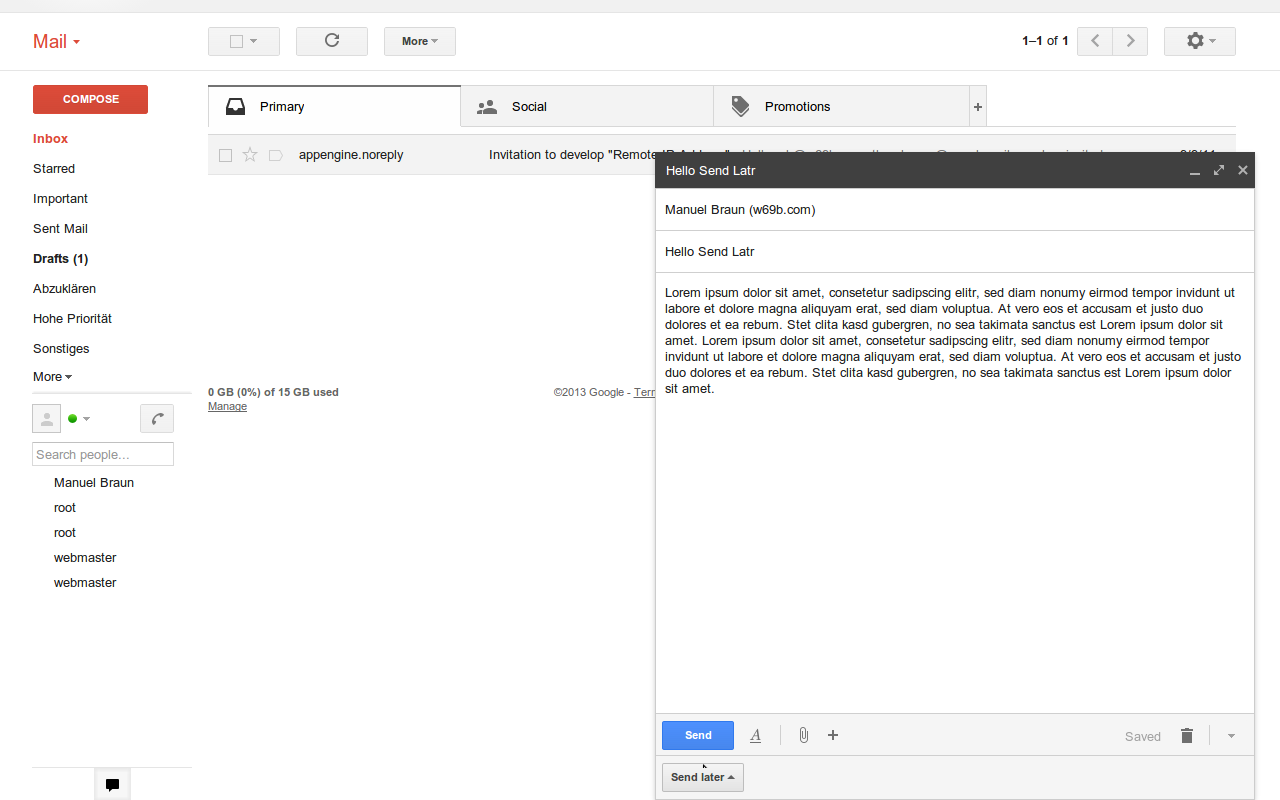 Mail
More
1–1 of 1
COMPOSE
Inbox
Starred
Important
Sent Mail
Drafts (1)
Abzuklären
Hohe Priorität
Sonstiges
More
Search people...
Manuel Braun
root
root
webmaster
webmaster
Primary
Social
Promotions
+
appengine.noreply
Invitation to develop "Remote
0 GB (0%) of 15 GB used
Manage
©2013 Google - Terr
Hello Send Latr
Manuel Braun (w69b.com)
Hello Send Latr
Lorem ipsum dolor sit amet, consetetur sadipscing elitr, sed diam nonumy eirmod tempor invidunt ut
labore et dolore magna aliquyam erat, sed diam voluptua. At vero eos et accusam et justo duo
dolores et ea rebum. Stet clita kasd gubergren, no sea takimata sanctus est Lorem ipsum dolor sit
amet. Lorem ipsum dolor sit amet, consetetur sadipscing elitr, sed diam nonumy eirmod tempor
invidunt ut labore et dolore magna aliquyam erat, sed diam voluptua. At vero eos et accusam et justo
duo dolores et ea rebum. Stet clita kasd gubergren, no sea takimata sanctus est Lorem ipsum dolor
sit amet.
Send
A
Saved
Send later